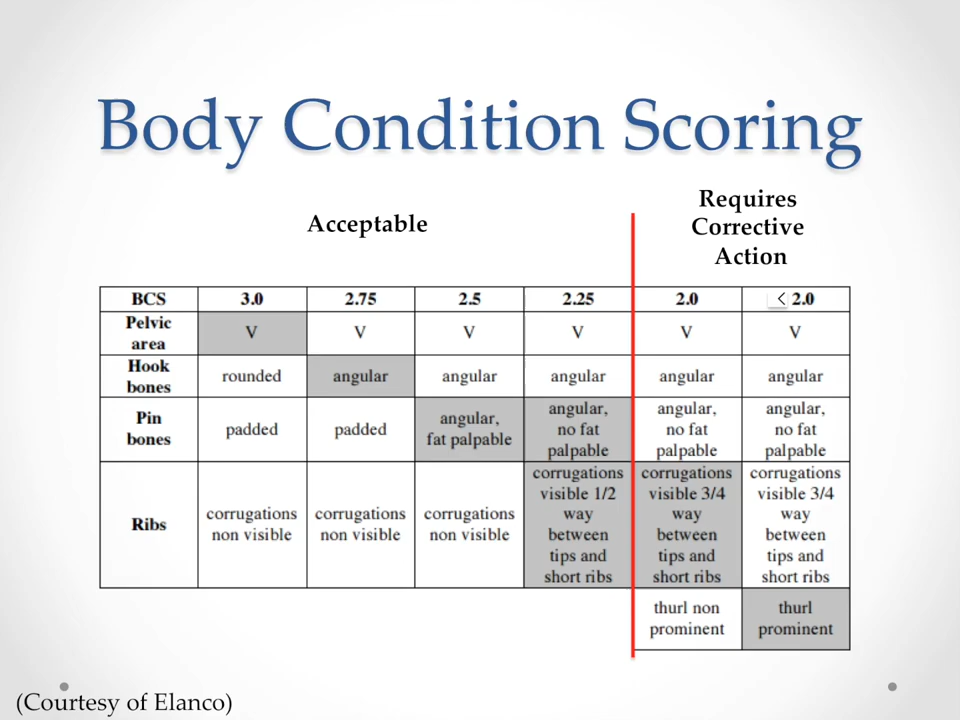 Body Condition Scoring
Acceptable
Requires
Corrective
Action
BCS 3.0 2.75 2.5 2.25 2.0 < 2.0
Pelvic
area
V V V V V V
Hook
bones
rounded angular angular angular angular angular
Pin
bones
padded
padded
angular,
fat palpable
angular,
no fat
palpable
angular,
no fat
palpable
angular,
no fat
palpable
Ribs
corrugations
non visible
corrugations
non visible
corrugations
non visible
corrugations
visible 1/2
way
between
tips and
short ribs
corrugations
visible 3/4
way
between
tips and
short ribs
corrugations
visible 3/4
way
between
tips and
short ribs
thurl non
prominent
thurl
prominent
(Courtesy of Elanco)